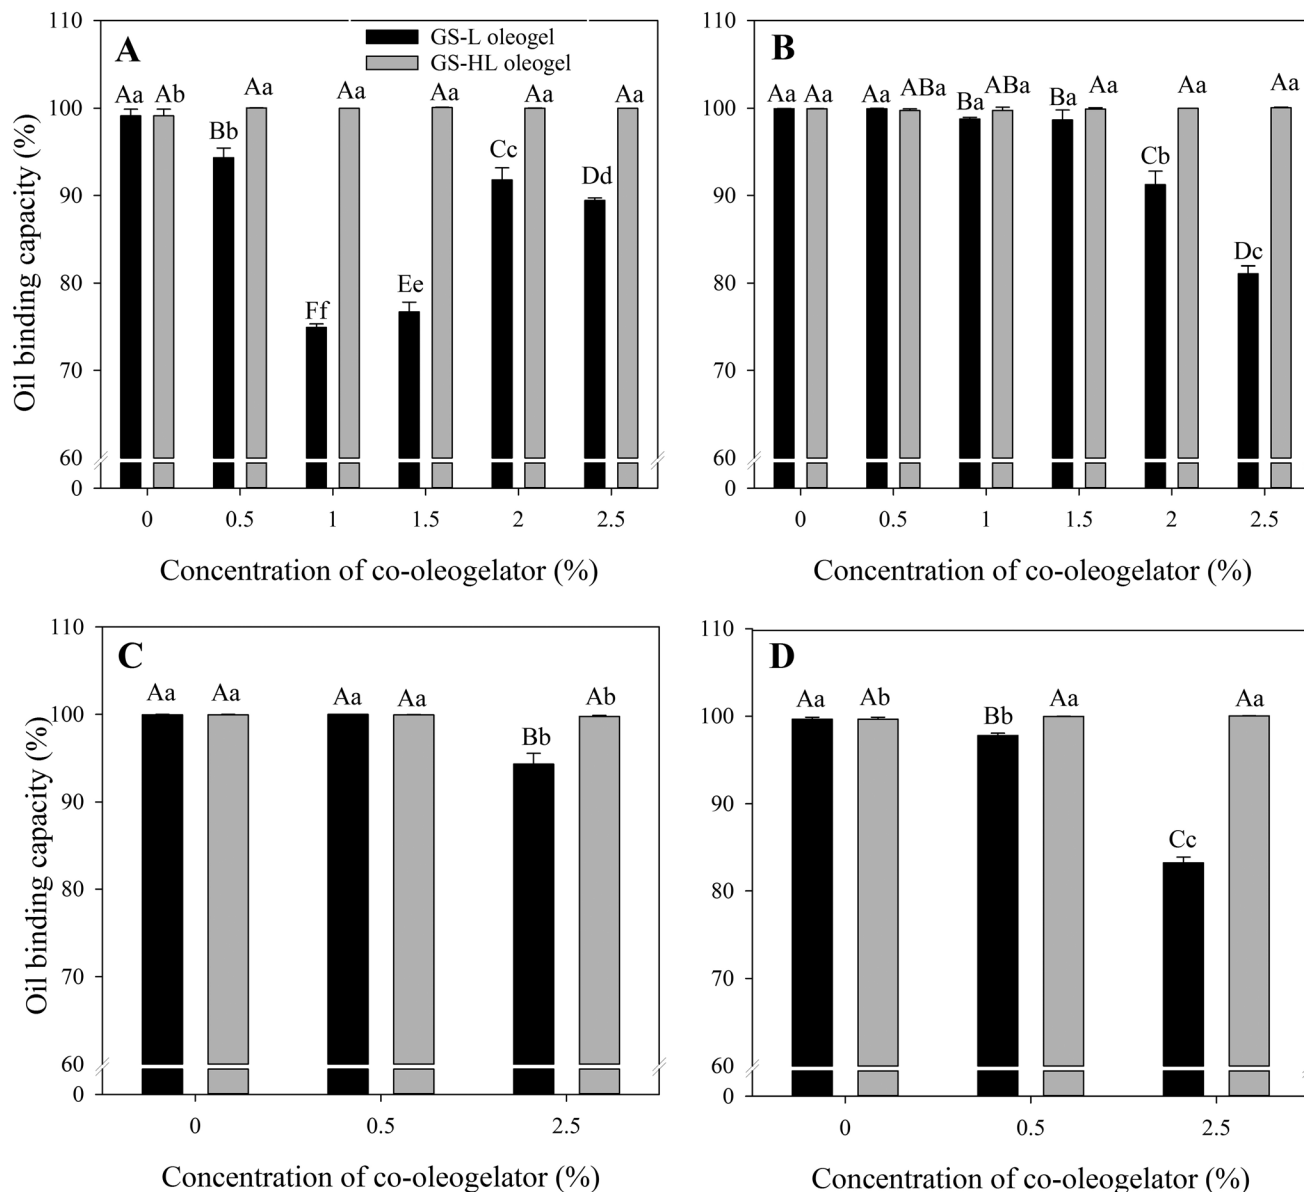 A
GS-L oleogel
GS-HL oleogel
Oil binding capacity (%)
110
100
90
80
70
60
0
Aa Ab Bb Aa Ff Aa Ee Aa Cc Aa Dd Aa
0 0.5 1 1.5 2 2.5
Concentration of co-oleogelator (%)
B
110
100
90
80
70
60
0
Aa Aa Aa ABa Ba ABa Ba Aa Cb Aa Dc Aa
0 0.5 1 1.5 2 2.5
Concentration of co-oleogelator (%)
C
Oil binding capacity (%)
110
100
90
80
70
60
0
Aa Aa Aa Aa Bb Ab
0 0.5 2.5
Concentration of co-oleogelator (%)
D
110
100
90
80
70
60
0
Aa Ab Bb Aa Cc Aa
0 0.5 2.5
Concentration of co-oleogelator (%)